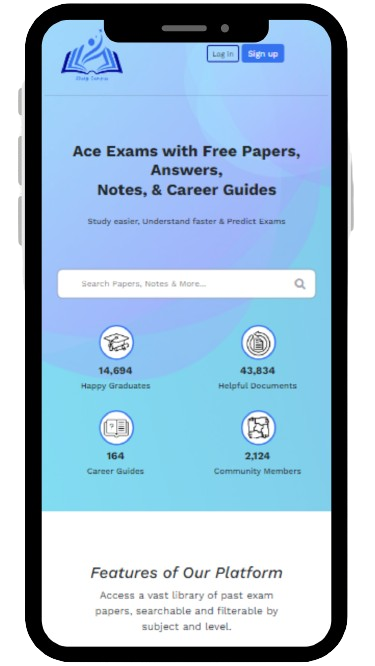 Log in
Sign up
Ace Exams with Free Papers,
Answers,
Notes, & Career Guides
Study easier, Understand faster & Predict Exams
Search Papers, Notes & More...
14,694
Happy Graduates
43,834
Helpful Documents
164
Career Guides
2,124
Community Members
Features of Our Platform
Access a vast library of past exam
papers, searchable and filterable by
subject and level.